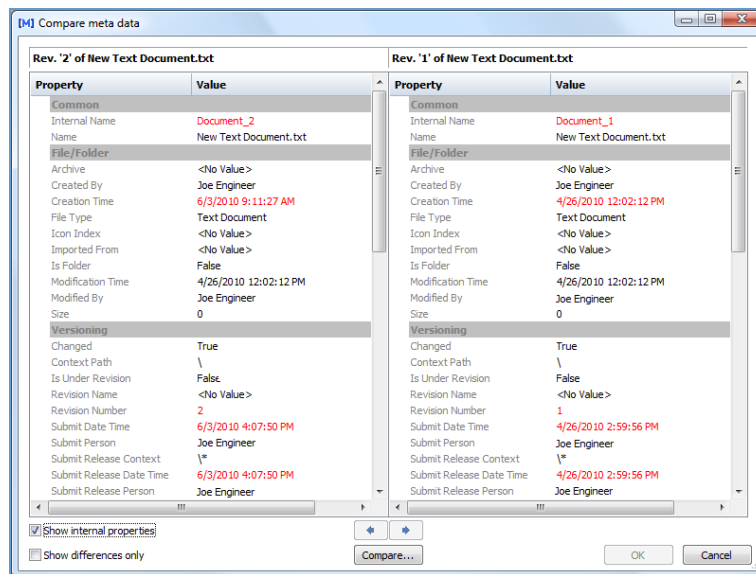 [M] Compare meta data
Rev. '2' of New Text Document.txt
Property Value
Common
Internal Name Document_2
Name New Text Document.txt
File/Folder
Archive <No Value>
Created By Joe Engineer
Creation Time 6/3/2010 9:11:27 AM
File Type Text Document
Icon Index <No Value>
Imported From <No Value>
Is Folder False
Modification Time 4/26/2010 12:02:12 PM
Modified By Joe Engineer
Size 0
Versioning
Changed True
Context Path \
Is Under Revision False
Revision Name <No Value>
Revision Number 2
Submit Date Time 6/3/2010 4:07:50 PM
Submit Person Joe Engineer
Submit Release Context \*
Submit Release Date Time 6/3/2010 4:07:50 PM
Submit Release Person Joe Engineer
Rev. '1' of New Text Document.txt
Property Value
Common
Internal Name Document_1
Name New Text Document.txt
File/Folder
Archive <No Value>
Created By Joe Engineer
Creation Time 4/26/2010 12:02:12 PM
File Type Text Document
Icon Index <No Value>
Imported From <No Value>
Is Folder False
Modification Time 4/26/2010 12:02:12 PM
Modified By Joe Engineer
Size 0
Versioning
Changed True
Context Path \
Is Under Revision False
Revision Name <No Value>
Revision Number 1
Submit Date Time 4/26/2010 2:59:56 PM
Submit Person Joe Engineer
Submit Release Context \*
Submit Release Date Time 4/26/2010 2:59:56 PM
Submit Release Person Joe Engineer
Show internal properties
Show differences only
Compare...
OK
Cancel